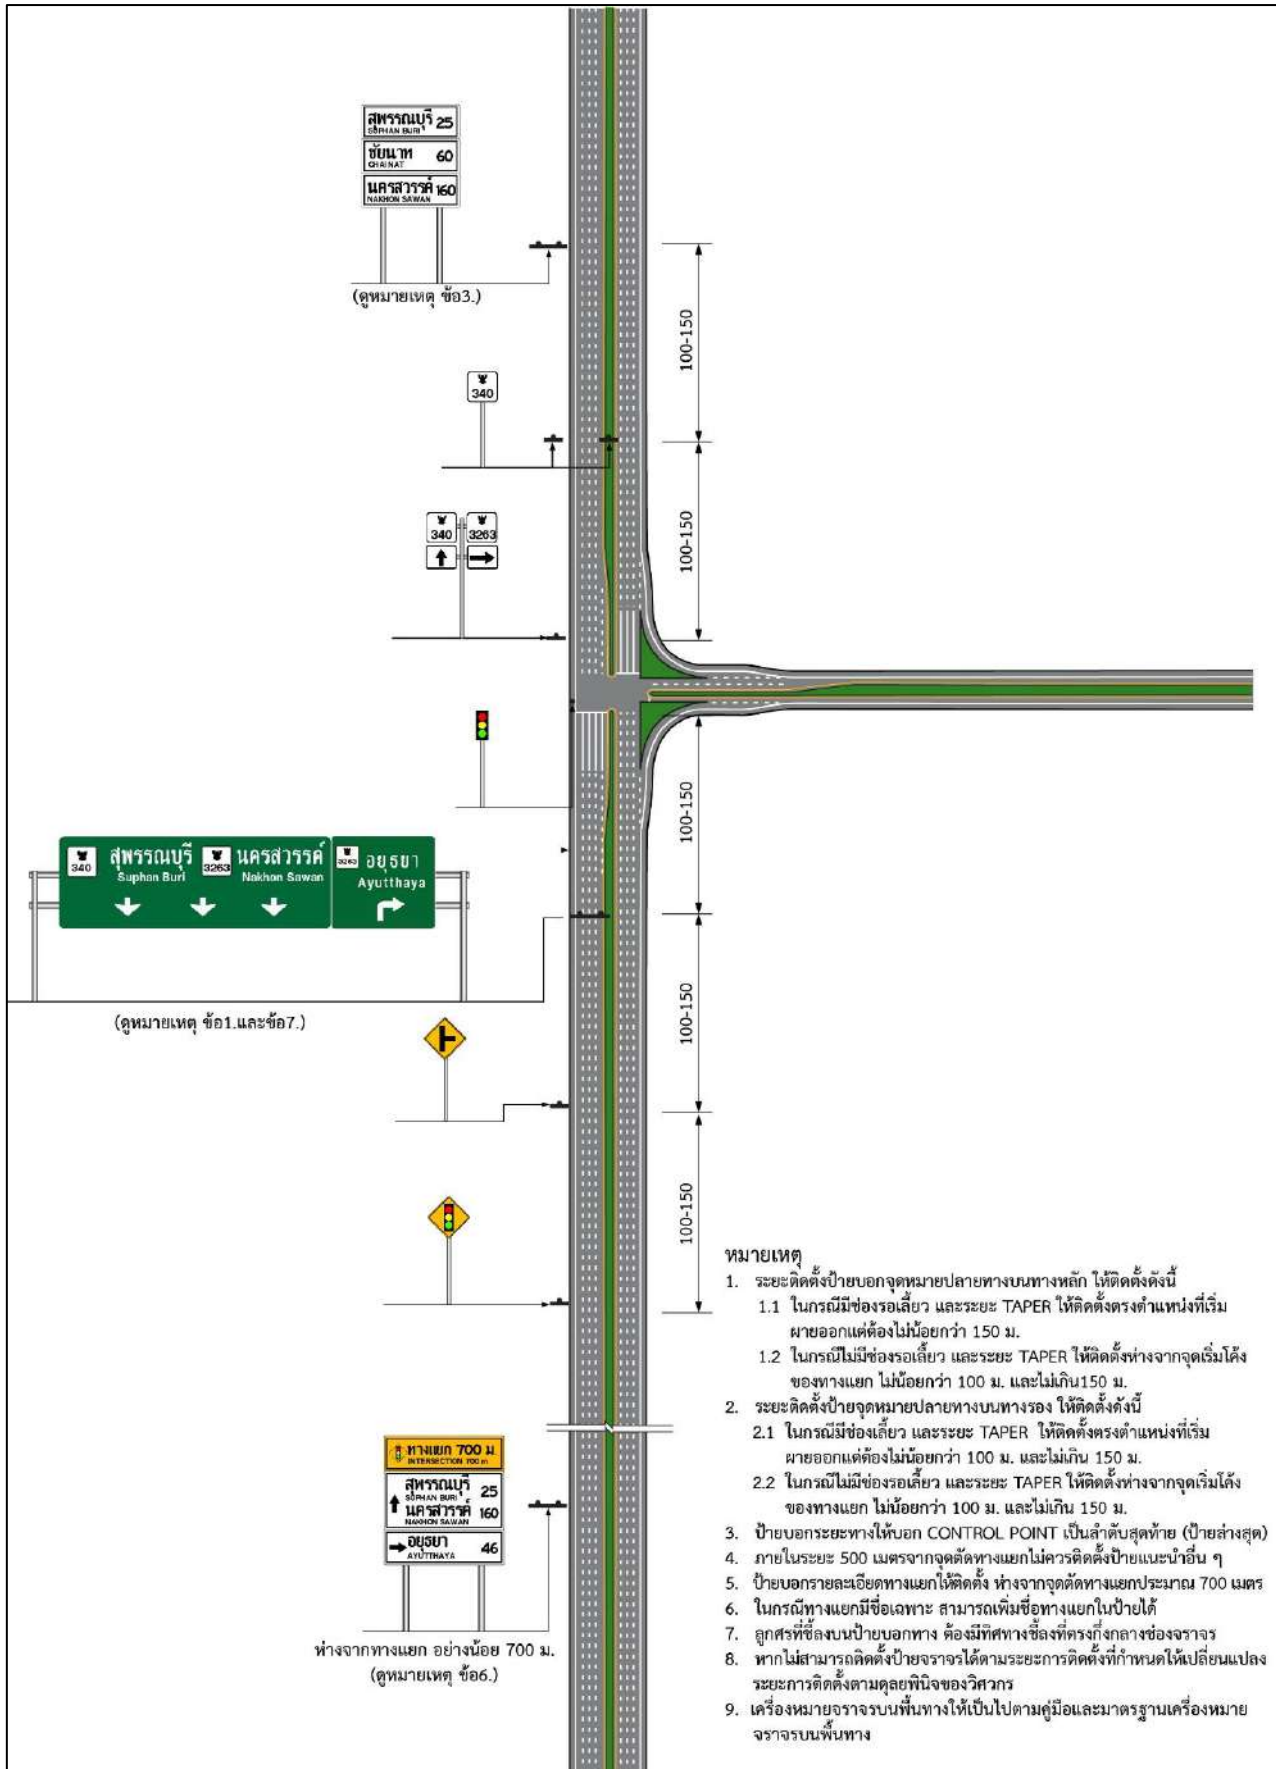 สุพรรณบุรี 25
SUPHAN BURI
ชัยนาท 60
CHAINAT
นครสวรรค์ 160
NAKHON SAWAN
(ดูหมายเหตุ ข้อ3.)
100-150
340
100-150
340 3263
100-150
340 สุพรรณบุรี 3263 นครสวรรค์ 3263 อยุธยา
Suphan Buri Nakhon Sawan Ayutthaya
(ดูหมายเหตุ ข้อ1.และข้อ7.)
100-150
100-150
ทางแยก 700 ม.
INTERSECTION 700 m
สุพรรณบุรี 25
SUPHAN BURI
นครสวรรค์ 160
NAKHON SAWAN
อยุธยา 46
AYUTTHAYA
ห่างจากทางแยก อย่างน้อย 700 ม.
(ดูหมายเหตุ ข้อ6.)
หมายเหตุ
1. ระยะติดตั้งป้ายบอกจุดหมายปลายทางบนทางหลัก ให้ติดตั้งดังนี้
1.1 ในกรณีมีช่องรอเลี้ยว และระยะ TAPER ให้ติดตั้งตรงตำแหน่งที่เริ่ม
ผายออกแต่ต้องไม่น้อยกว่า 150 ม.
1.2 ในกรณีไม่มีช่องรอเลี้ยว และระยะ TAPER ให้ติดตั้งห่างจากจุดเริ่มโค้ง
ของทางแยก ไม่น้อยกว่า 100 ม. และไม่เกิน150 ม.
2. ระยะติดตั้งป้ายจุดหมายปลายทางบนทางรอง ให้ติดตั้งดังนี้
2.1 ในกรณีมีช่องเลี้ยว และระยะ TAPER ให้ติดตั้งตรงตำแหน่งที่เริ่ม
ผายออกแต่ต้องไม่น้อยกว่า 100 ม. และไม่เกิน 150 ม.
2.2 ในกรณีไม่มีช่องรอเลี้ยว และระยะ TAPER ให้ติดตั้งห่างจากจุดเริ่มโค้ง
ของทางแยก ไม่น้อยกว่า 100 ม. และไม่เกิน 150 ม.
3. ป้ายบอกระยะทางให้บอก CONTROL POINT เป็นลำดับสุดท้าย (ป้ายล่างสุด)
4. ภายในระยะ 500 เมตรจากจุดตัดทางแยกไม่ควรติดตั้งป้ายแนะนำอื่น ๆ
5. ป้ายบอกรายละเอียดทางแยกให้ติดตั้ง ห่างจากจุดตัดทางแยกประมาณ 700 เมตร
6. ในกรณีทางแยกมีชื่อเฉพาะ สามารถเพิ่มชื่อทางแยกในป้ายได้
7. ลูกศรที่ชี้ลงบนป้ายบอกทาง ต้องมีทิศทางชี้ลงที่ตรงกึ่งกลางช่องจราจร
8. หากไม่สามารถติดตั้งป้ายจราจรได้ตามระยะการติดตั้งที่กำหนดให้เปลี่ยนแปลง
ระยะการติดตั้งตามดุลยพินิจของวิศวกร
9. เครื่องหมายจราจรบนพื้นทางให้เป็นไปตามคู่มือและมาตรฐานเครื่องหมาย
จราจรบนพื้นทาง